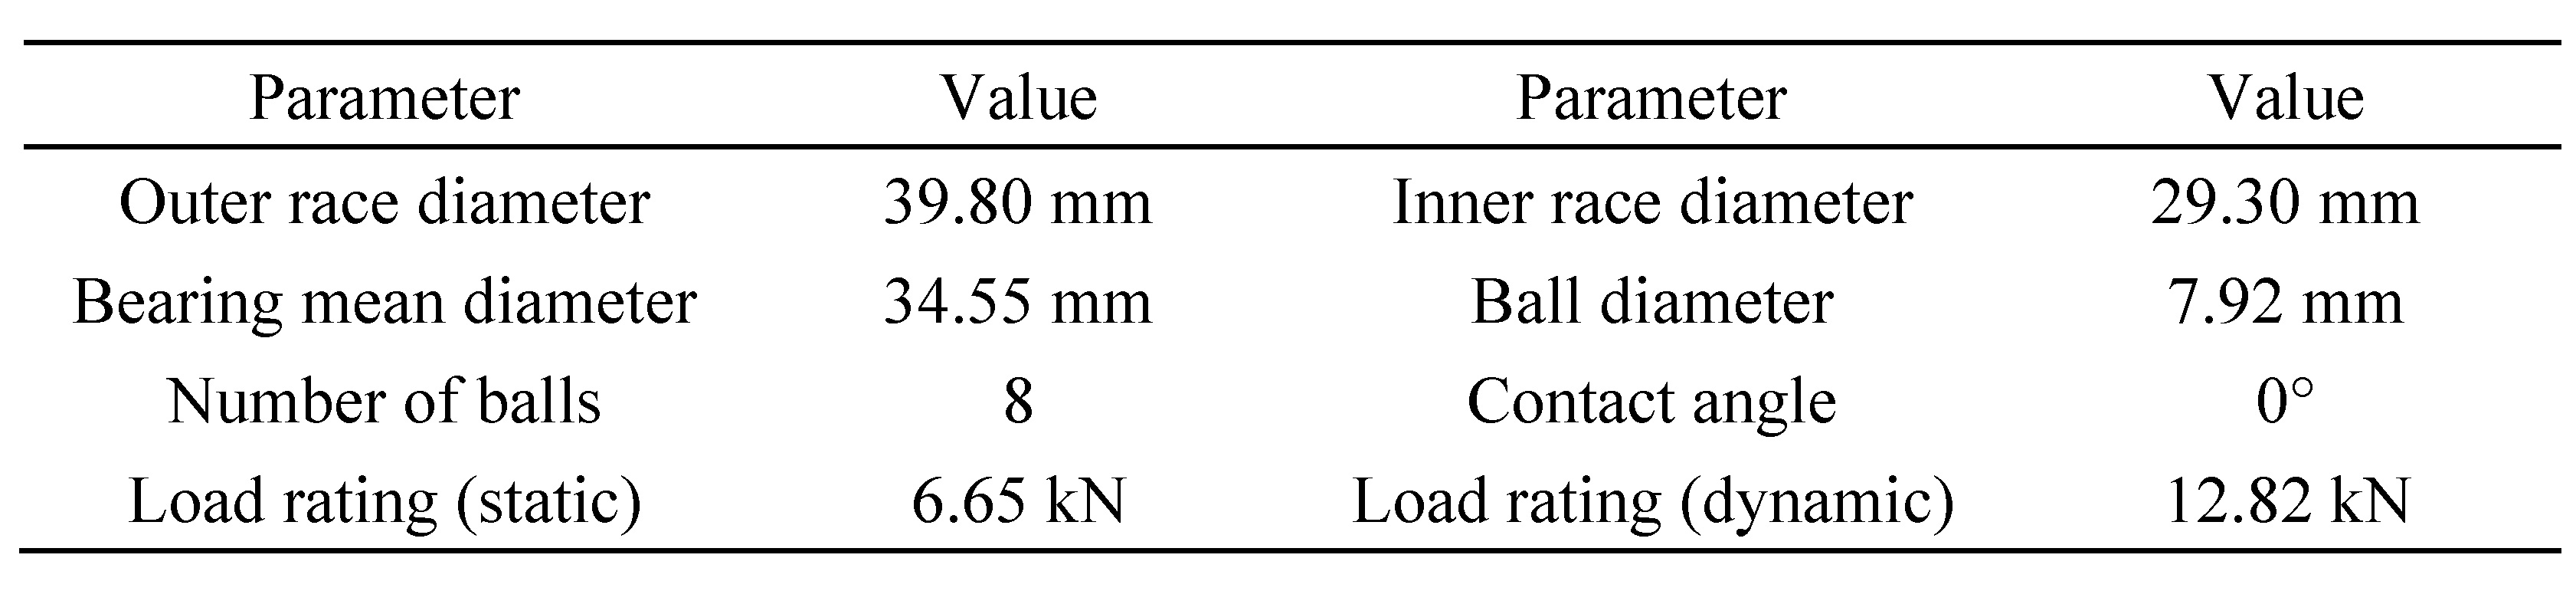 Parameter Value Parameter Value
Outer race diameter 39.80 mm Inner race diameter 29.30 mm
Bearing mean diameter 34.55 mm Ball diameter 7.92 mm
Number of balls 8 Contact angle 0°
Load rating (static) 6.65 kN Load rating (dynamic) 12.82 kN